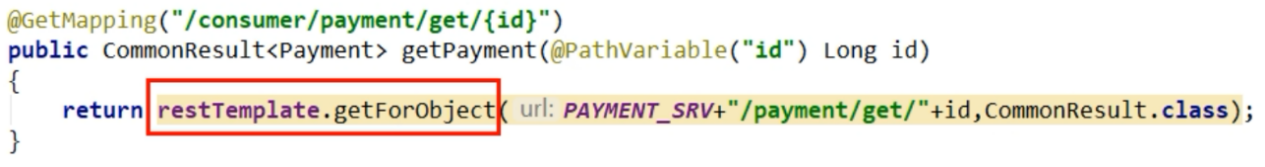 @GetMapping("/consumer/payment/get/{id}")
public CommonResult<Payment> getPayment(@PathVariable("id") Long id)
{
    return restTemplate.getForObject( url: PAYMENT_SRV+"/payment/get/"+id,CommonResult.class);
}